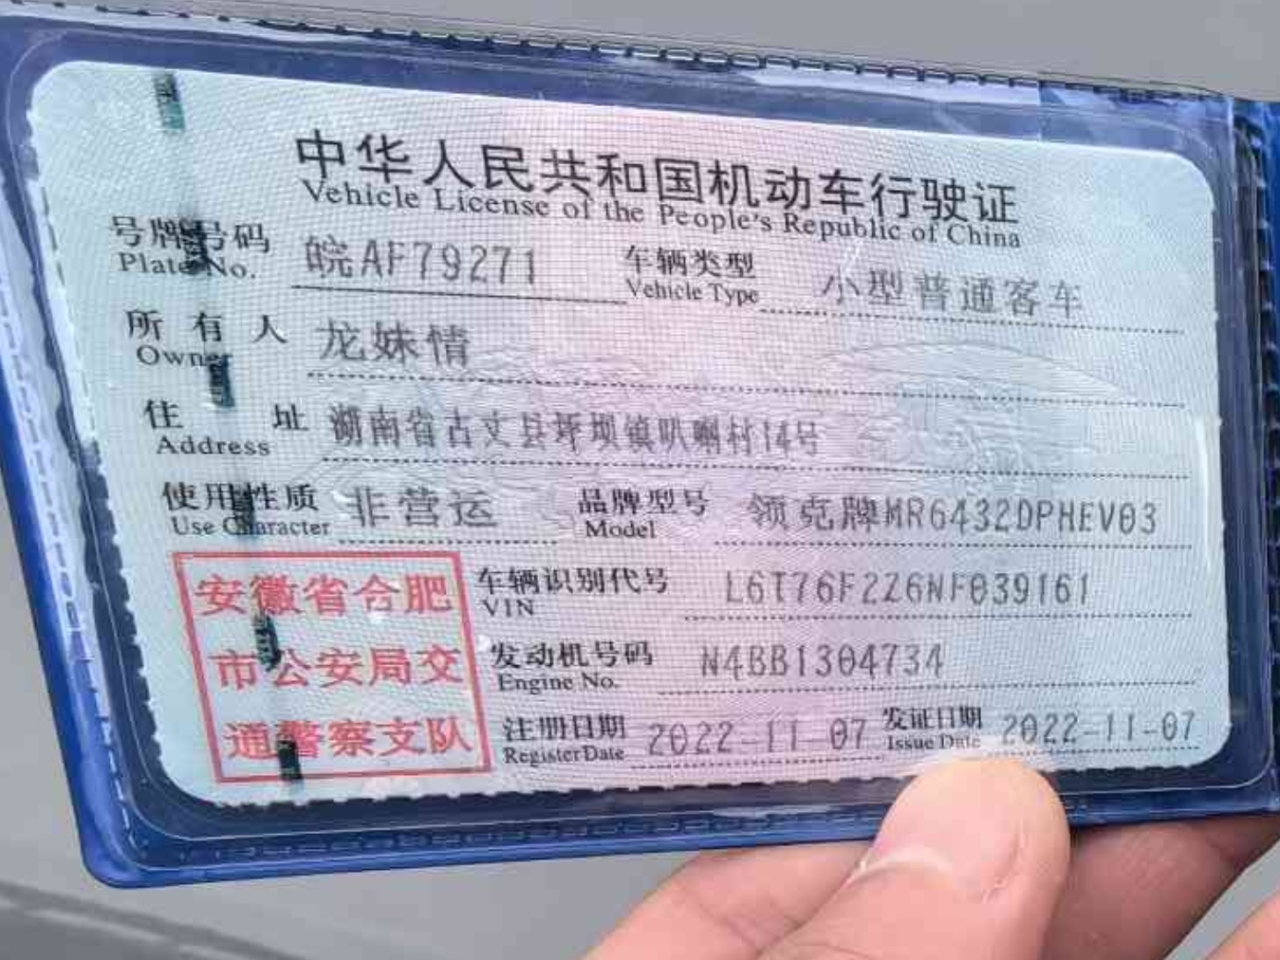 中华人民共和国机动车行驶证
Vehicle License of the People's Republic of China
号牌号码 皖AF79271 车辆类型 小型普通客车
Plate No. Vehicle Type
所有人 龙妹情
Owner
住址 湖南省古丈县坪坝镇叭喇村14号
Address
使用性质 非营运 品牌型号 领克牌MR6432DPHEV03
Use Character Model
安徽省合肥
市公安局交
通警察支队
车辆识别代号 L6T76F2Z6NF039161
VIN
发动机号码 N4BB1304734
Engine No.
注册日期 2022-11-07 发证日期 2022-11-07
Register Date Issue Date